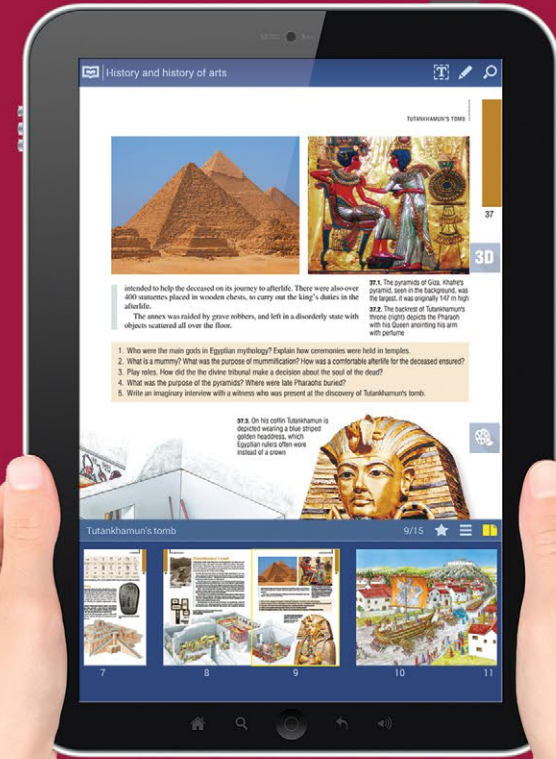 History and history of arts
TUTANKHAMUN'S TOMB
37
3D
intended to help the deceased on its journey to afterlife. There were also over
400 statuettes placed in wooden chests, to carry out the king's duties in the
afterlife.
The annex was raided by grave robbers, and left in a disorderly state with
objects scattered all over the floor.
37.1. The pyramids of Giza. Khafre's
pyramid, seen in the background, was
the largest, it was originally 147 m high
37.2. The backrest of Tutankhamun's
throne (right) depicts the Pharaoh
with his Queen anointing his arm
with perfume
1. Who were the main gods in Egyptian mythology? Explain how ceremonies were held in temples.
2. What is a mummy? What was the purpose of mummification? How was a comfortable afterlife for the deceased ensured?
3. Play roles. How did the the divine tribunal make a decision about the soul of the dead?
4. What was the purpose of the pyramids? Where were late Pharaohs buried?
5. Write an imaginary interview with a witness who was present at the discovery of Tutankhamun's tomb.
37.3. On his coffin Tutankhamun is
depicted wearing a blue striped
golden headdress, which
Egyptian rulers often wore
instead of a crown
Tutankhamun's tomb
9/15
7
8
9
10
11